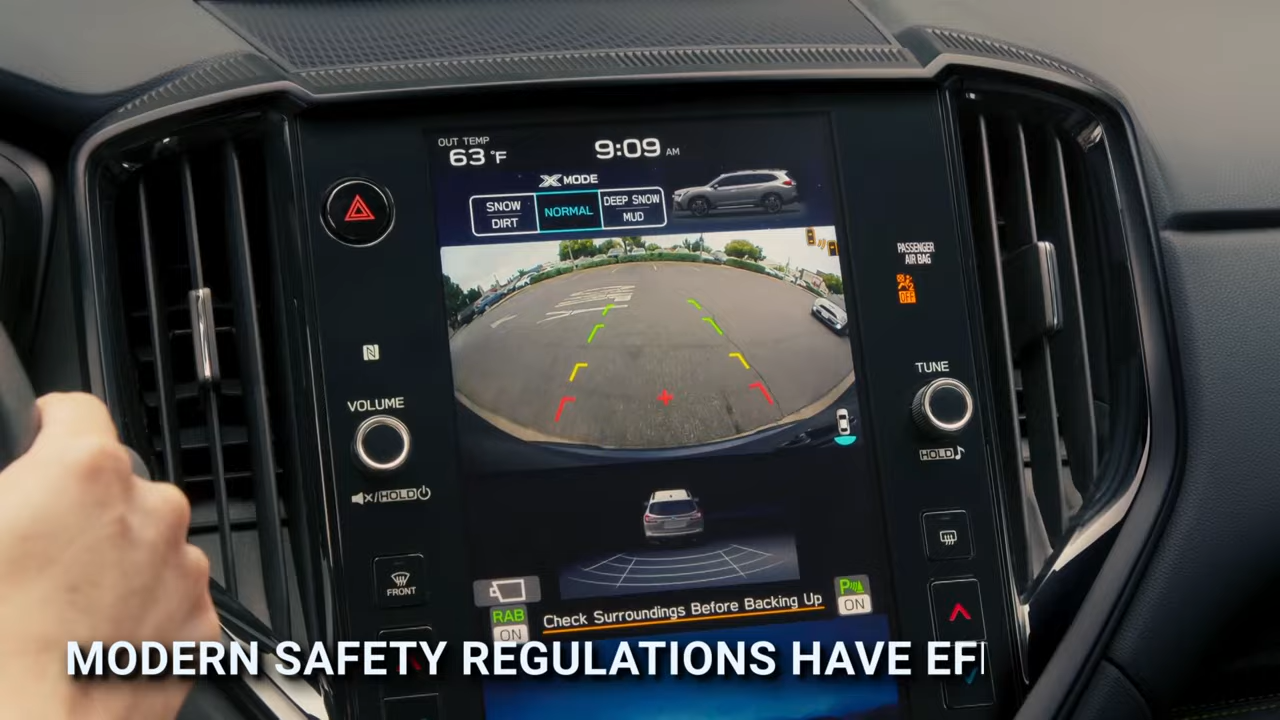 OUT TEMP
63 °F
9:09 AM
X MODE
SNOW
DIRT
NORMAL
DEEP SNOW
MUD
PASSENGER
AIR BAG
OFF
TUNE
HOLD
VOLUME
HOLD
FRONT
RAB
ON
Check Surroundings Before Backing Up
P
ON
MODERN SAFETY REGULATIONS HAVE